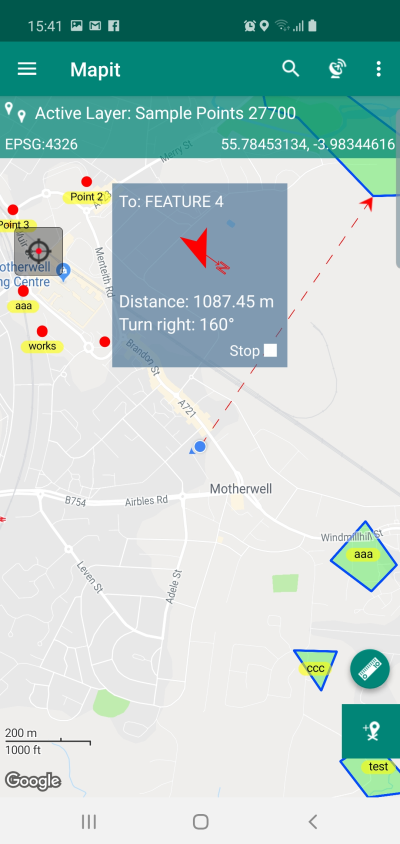 15:41
Mapit
Active Layer: Sample Points 27700
EPSG:4326
55.78453134, -3.98344616
Merry St
Point 2
To: FEATURE 4
Point 3
Muir
N
Menteith Rd
otherwell
ng Centre
aaa
Distance: 1087.45 m
Turn right: 160°
works
Stop
Brandon St
A721
Motherwell
B754
Airbles Rd
Windmillhill St
aaa
Leven St
Adele St
ccc
200 m
1000 ft
test
Google